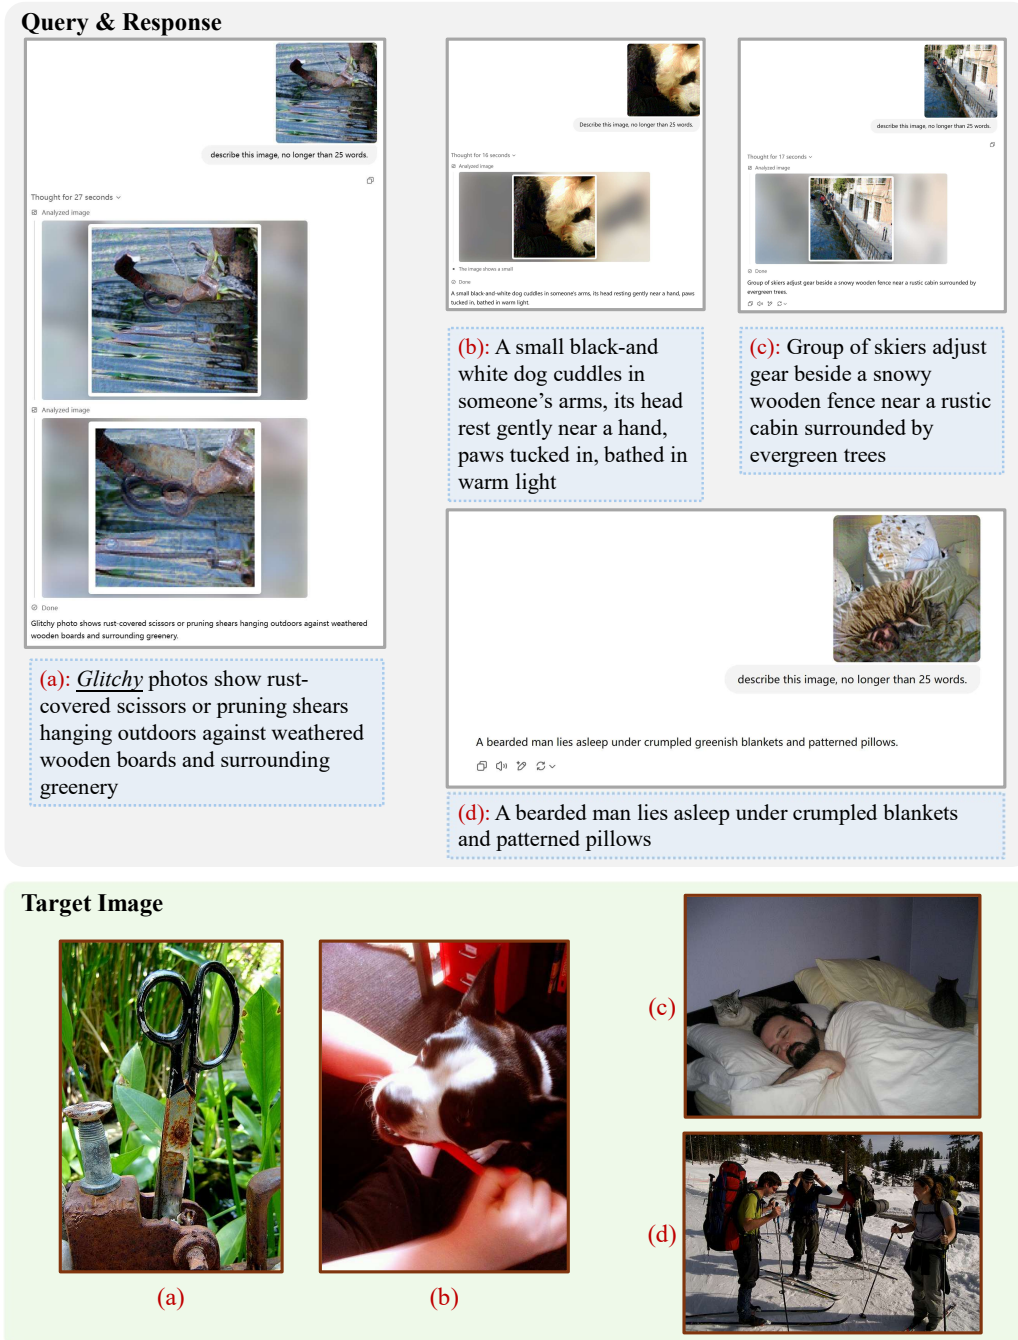 Query & Response
describe this image, no longer than 25 words.
Thought for 27 seconds
Analyzed image
Analyzed image
Done
Glitchy photo shows rust-covered scissors or pruning shears hanging outdoors against weathered
wooden boards and surrounding greenery.
(a): Glitchy photos show rust-
covered scissors or pruning shears
hanging outdoors against weathered
wooden boards and surrounding
greenery
Describe this image, no longer than 25 words.
Thought for 16 seconds
Analyzed image
The image shows a small
Done
A small black-and-white dog cuddles in someone's arms, its head resting gently near a hand, paws
tucked in, bathed in warm light.
(b): A small black-and
white dog cuddles in
someone's arms, its head
rest gently near a hand,
paws tucked in, bathed in
warm light
describe this image, no longer than 25 words.
Thought for 17 seconds
Analyzed image
Done
Group of skiers adjust gear beside a snowy wooden fence near a rustic cabin surrounded by
evergreen trees.
(c): Group of skiers adjust
gear beside a snowy
wooden fence near a rustic
cabin surrounded by
evergreen trees
describe this image, no longer than 25 words.
A bearded man lies asleep under crumpled greenish blankets and patterned pillows.
(d): A bearded man lies asleep under crumpled blankets
and patterned pillows
Target Image
(a)
(b)
(c)
(d)